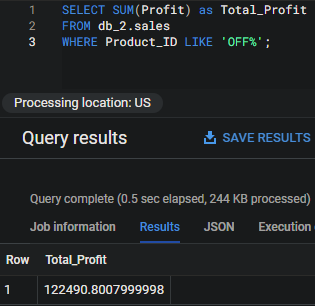 1 SELECT SUM(Profit) as Total_Profit
2 FROM db_2.sales
3 WHERE Product_ID LIKE 'OFF%';
Processing location: US
Query results
SAVE RESULTS
Query complete (0.5 sec elapsed, 244 KB processed)
Job information Results JSON Execution
Row Total_Profit
1 122490.8007999998